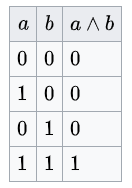 a b a ∧ b
0 0 0
1 0 0
0 1 0
1 1 1